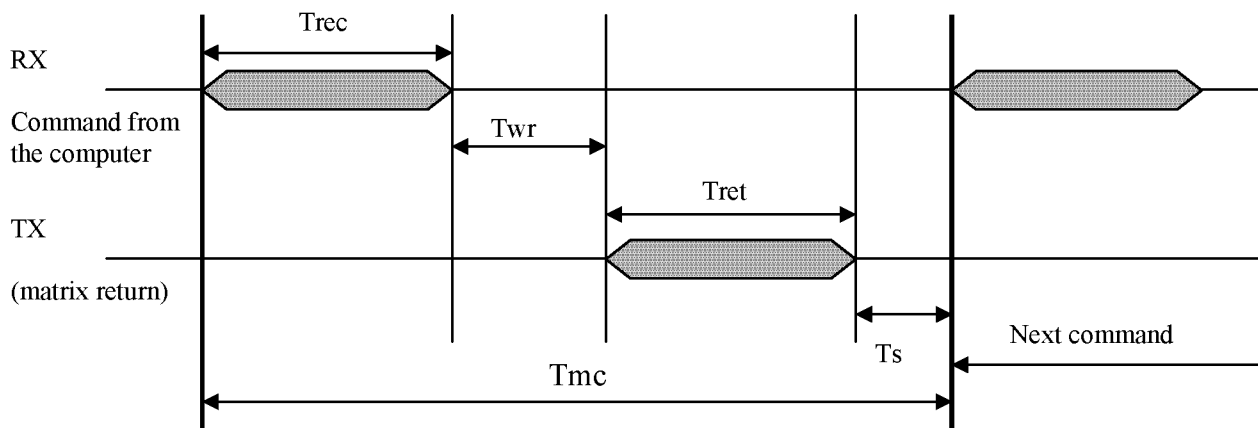 Trec
RX
Command from
the computer
Twr
Tret
TX
(matrix return)
Ts
Next command
Tmc